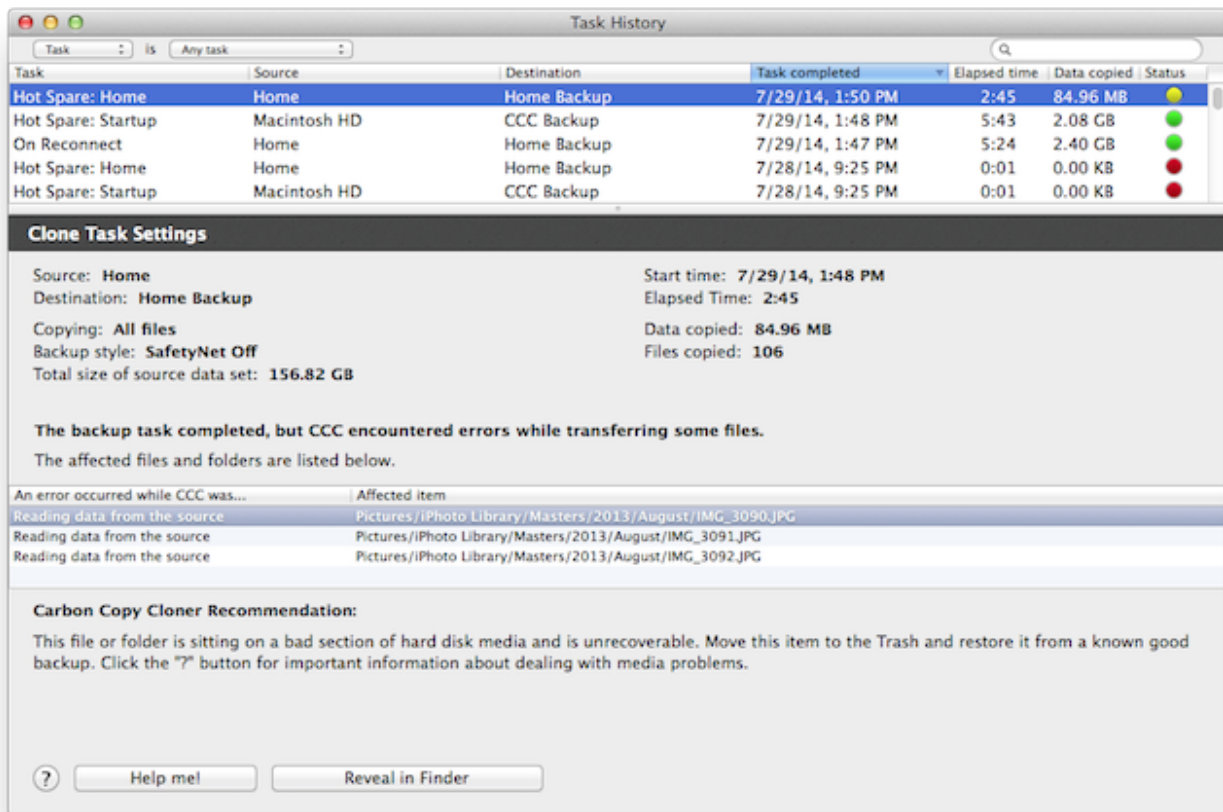 Task History
Task is Any task
Task Source Destination Task completed Elapsed time Data copied Status
Hot Spare: Home Home Home Backup 7/29/14, 1:50 PM 2:45 84.96 MB
Hot Spare: Startup Macintosh HD CCC Backup 7/29/14, 1:48 PM 5:43 2.08 GB
On Reconnect Home Home Backup 7/29/14, 1:47 PM 5:24 2.40 GB
Hot Spare: Home Home Home Backup 7/28/14, 9:25 PM 0:01 0.00 KB
Hot Spare: Startup Macintosh HD CCC Backup 7/28/14, 9:25 PM 0:01 0.00 KB
Clone Task Settings
Source: Home Start time: 7/29/14, 1:48 PM
Destination: Home Backup Elapsed Time: 2:45
Copying: All files Data copied: 84.96 MB
Backup style: SafetyNet Off Files copied: 106
Total size of source data set: 156.82 GB
The backup task completed, but CCC encountered errors while transferring some files.
The affected files and folders are listed below.
An error occurred while CCC was... Affected item
Reading data from the source Pictures/iPhoto Library/Masters/2013/August/IMG_3090.JPG
Reading data from the source Pictures/iPhoto Library/Masters/2013/August/IMG_3091.JPG
Reading data from the source Pictures/iPhoto Library/Masters/2013/August/IMG_3092.JPG
Carbon Copy Cloner Recommendation:
This file or folder is sitting on a bad section of hard disk media and is unrecoverable. Move this item to the Trash and restore it from a known good
backup. Click the "?" button for important information about dealing with media problems.
? Help me! Reveal in Finder